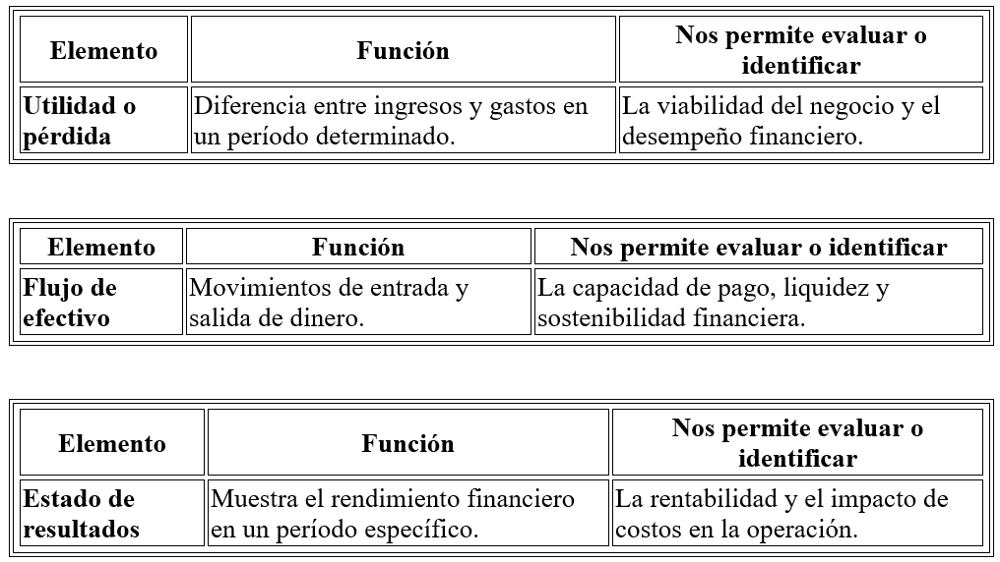 Elemento
Función
Nos permite evaluar o
identificar
Utilidad o
pérdida
Diferencia entre ingresos y gastos en
un período determinado.
La viabilidad del negocio y el
desempeño financiero.
Elemento
Función
Nos permite evaluar o identificar
Flujo de
efectivo
Movimientos de entrada y
salida de dinero.
La capacidad de pago, liquidez y
sostenibilidad financiera.
Elemento
Función
Nos permite evaluar o
identificar
Estado de
resultados
Muestra el rendimiento financiero
en un período específico.
La rentabilidad y el impacto de
costos en la operación.